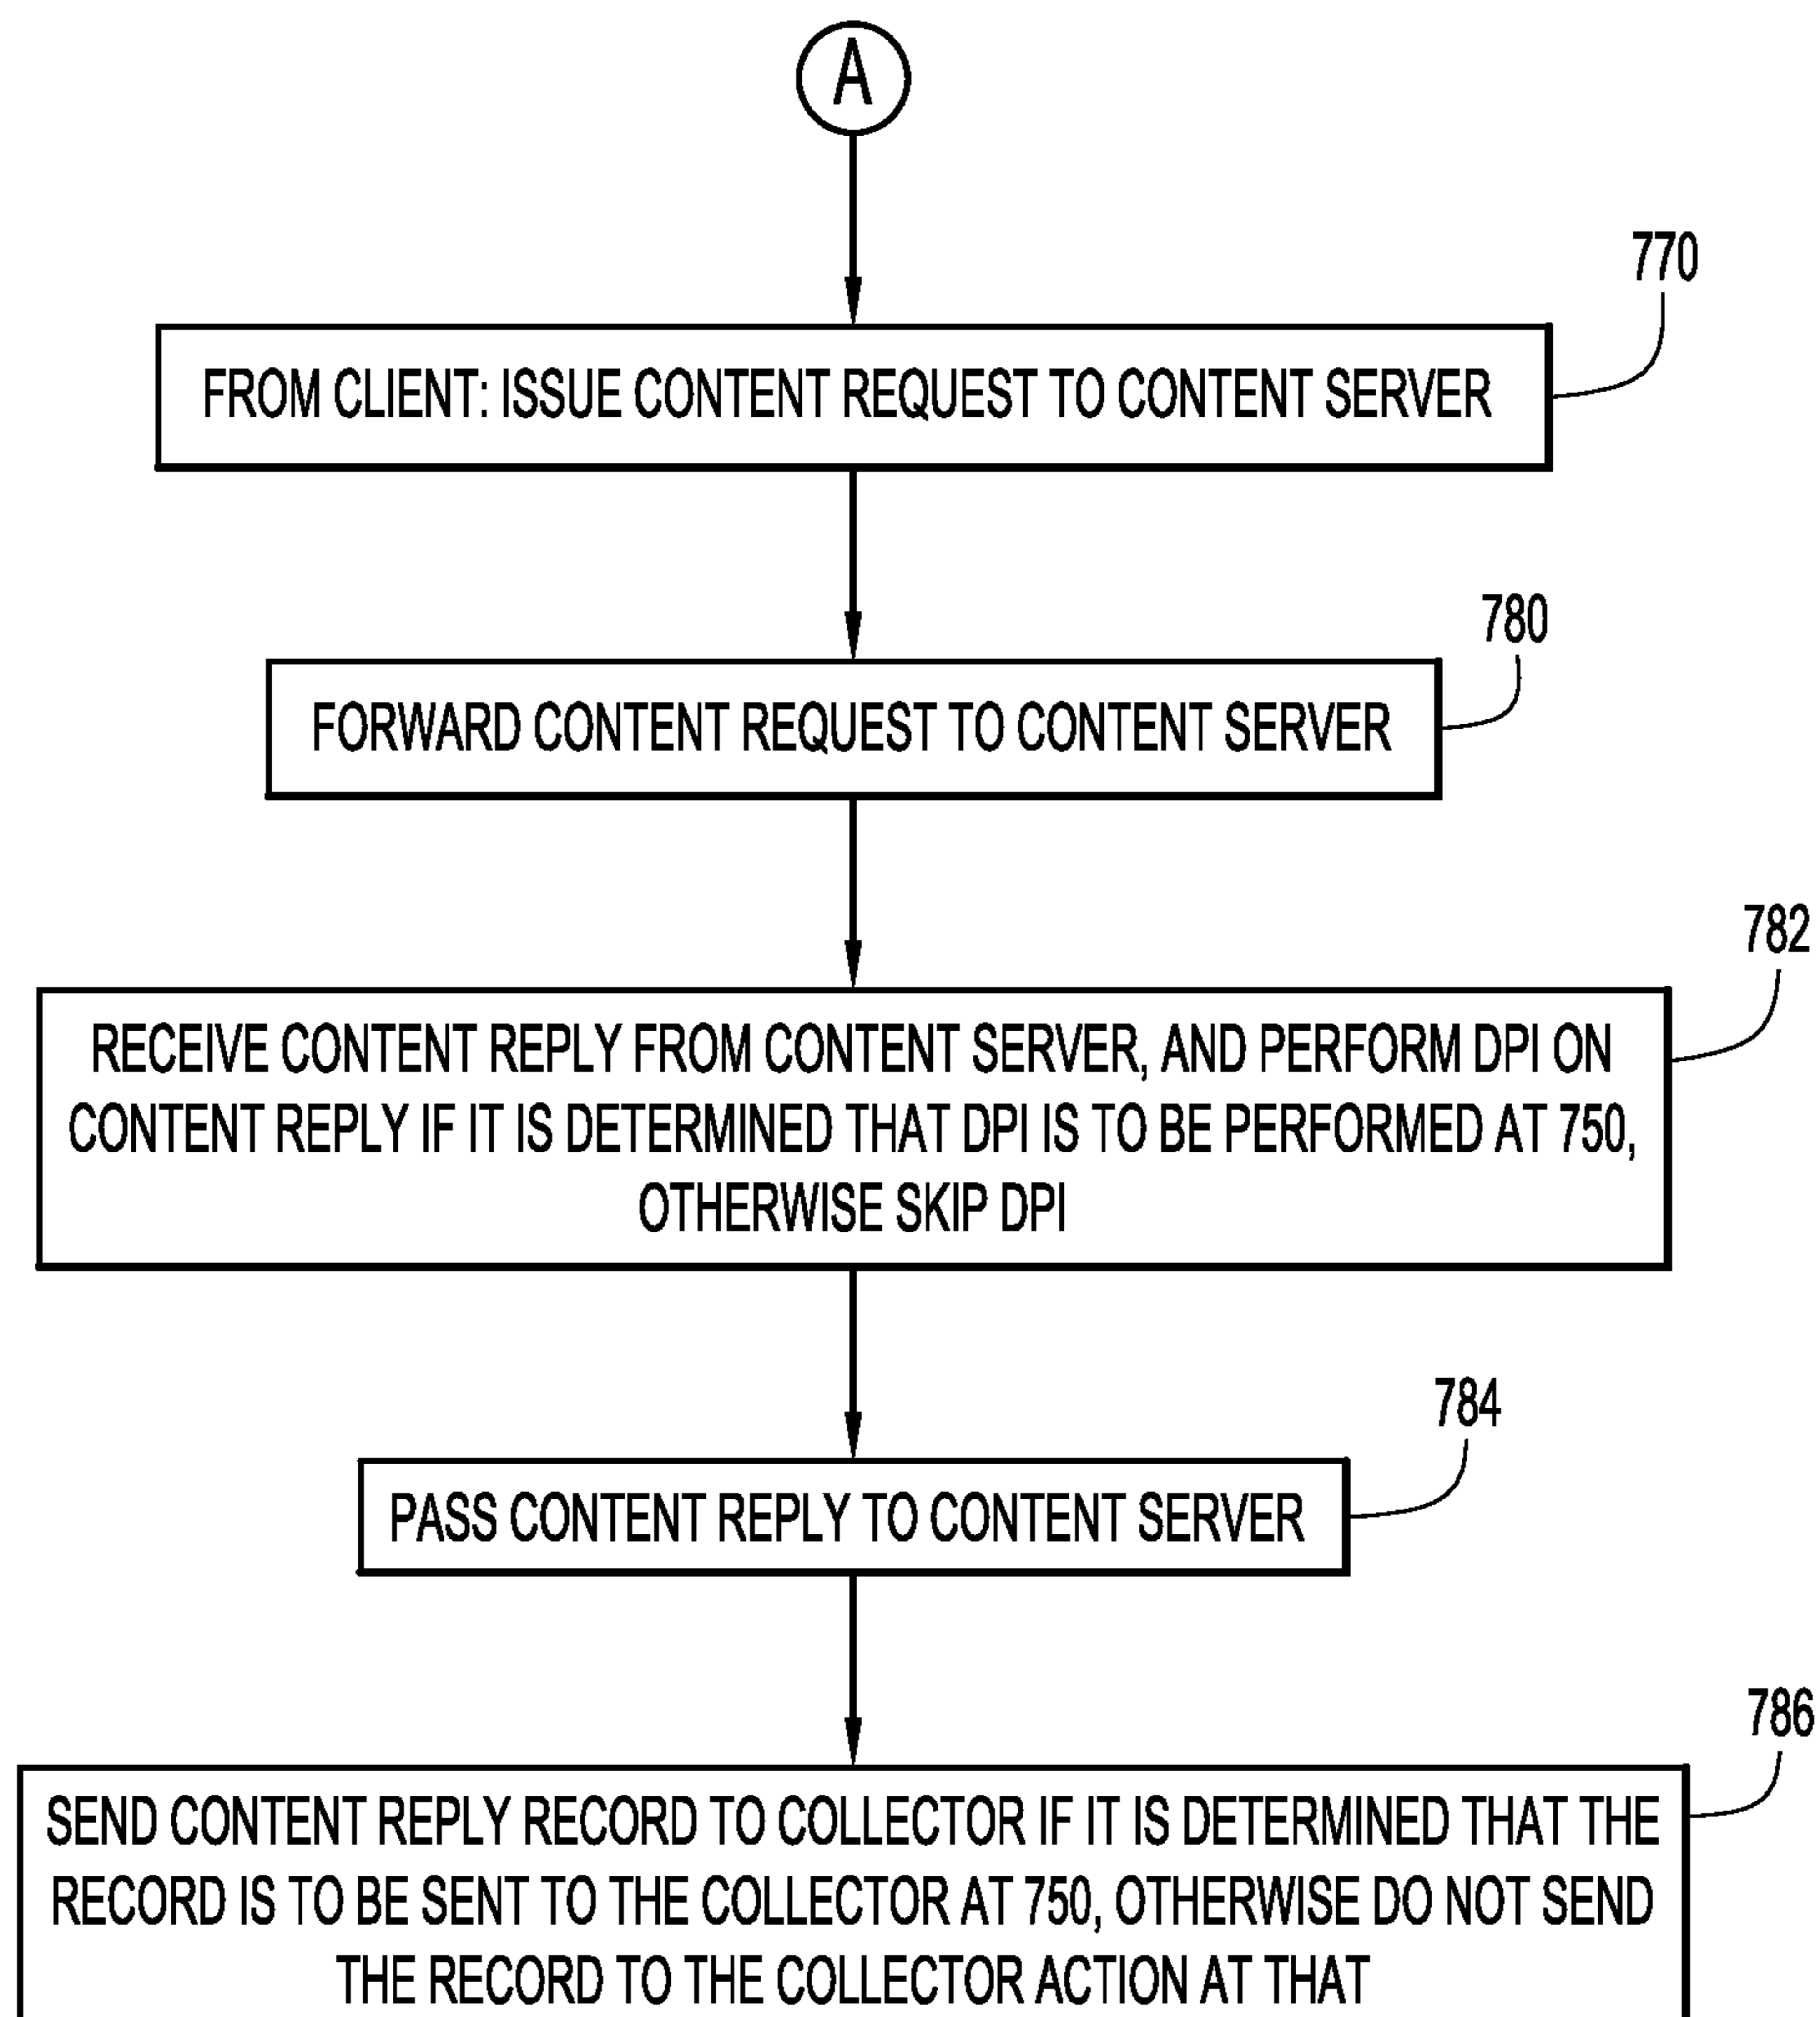 A
770
FROM CLIENT: ISSUE CONTENT REQUEST TO CONTENT SERVER
780
FORWARD CONTENT REQUEST TO CONTENT SERVER
782
RECEIVE CONTENT REPLY FROM CONTENT SERVER, AND PERFORM DPI ON
CONTENT REPLY IF IT IS DETERMINED THAT DPI IS TO BE PERFORMED AT 750,
OTHERWISE SKIP DPI
784
PASS CONTENT REPLY TO CONTENT SERVER
786
SEND CONTENT REPLY RECORD TO COLLECTOR IF IT IS DETERMINED THAT THE
RECORD IS TO BE SENT TO THE COLLECTOR AT 750, OTHERWISE DO NOT SEND
THE RECORD TO THE COLLECTOR ACTION AT THAT